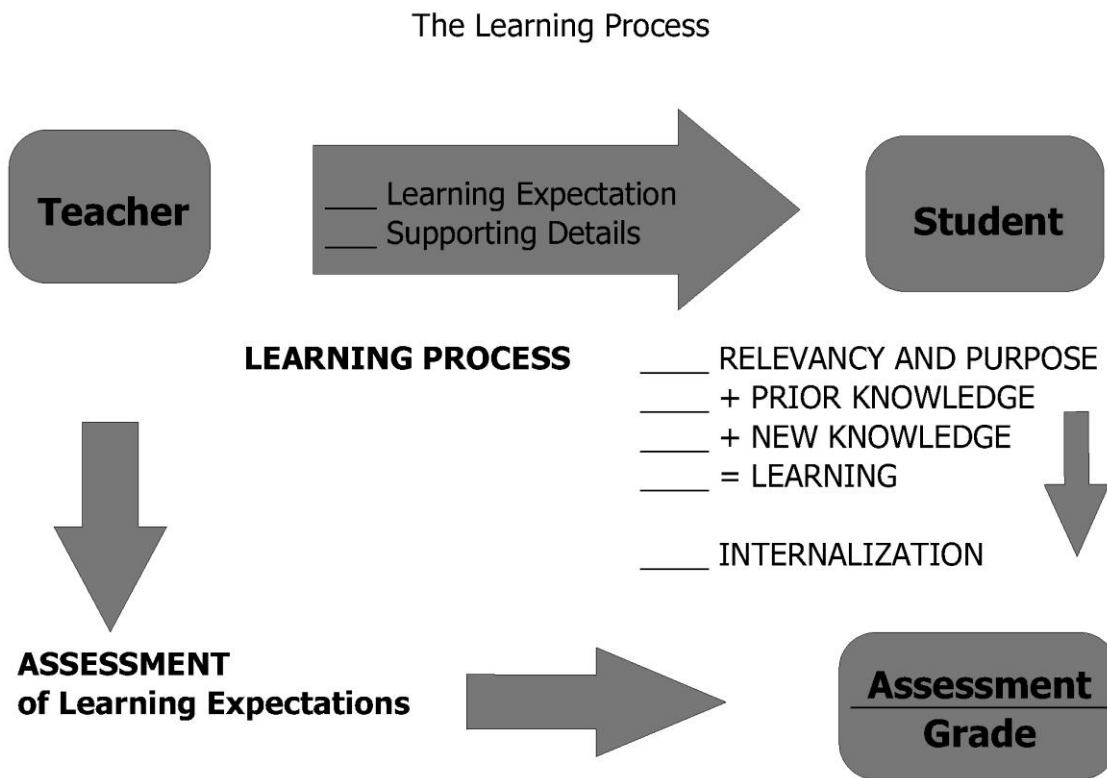 The Learning Process
Teacher
___ Learning Expectation
___ Supporting Details
Student
LEARNING PROCESS
____ RELEVANCY AND PURPOSE
____ + PRIOR KNOWLEDGE
____ + NEW KNOWLEDGE
____ = LEARNING
____ INTERNALIZATION
ASSESSMENT
of Learning Expectations
Assessment
Grade